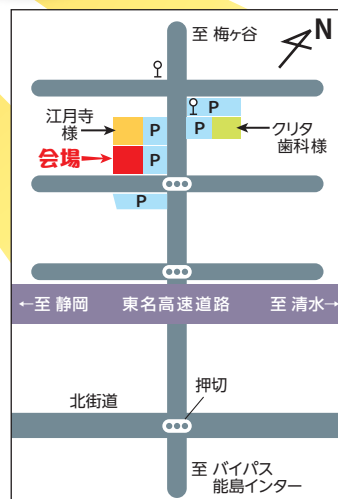 至 梅ヶ谷
N
P
江月寺
様
P
P
クリタ
歯科様
会場
P
P
←至 静岡
東名高速道路
至 清水→
北街道
押切
至 バイパス
能島インター